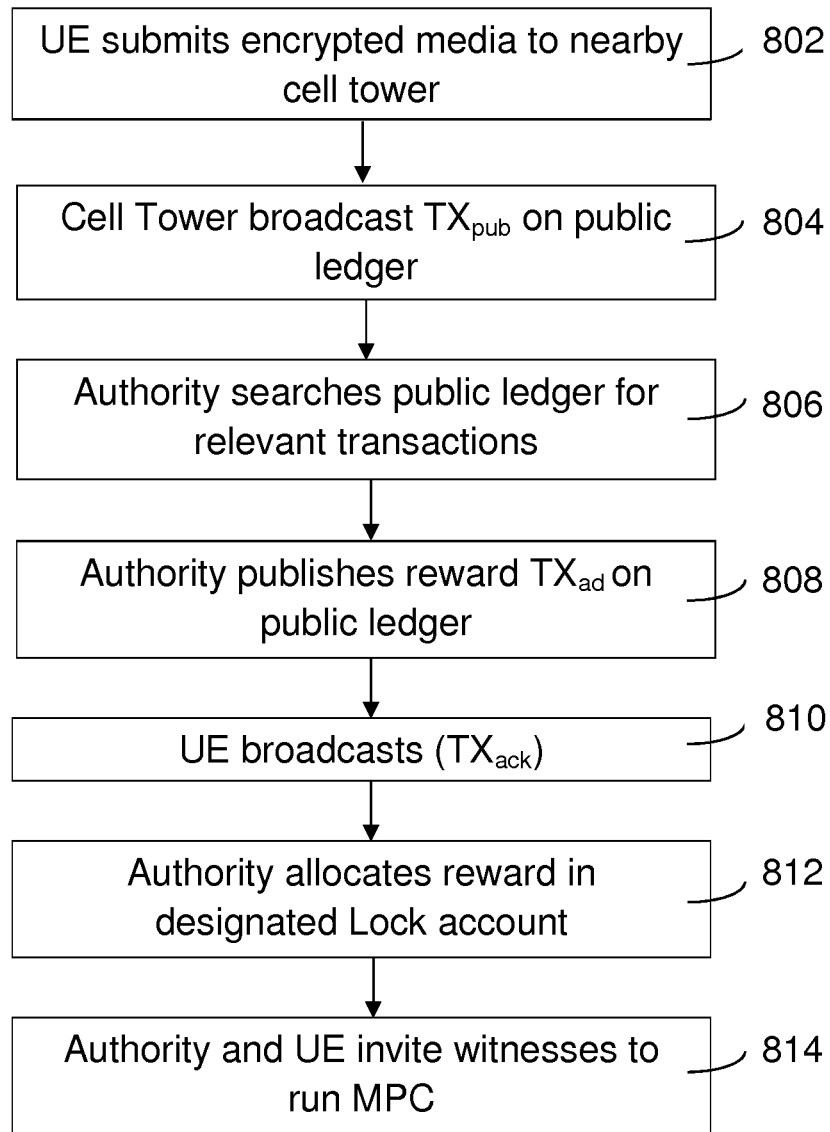 UE submits encrypted media to nearby
cell tower
802
Cell Tower broadcast TXpub on public
ledger
804
Authority searches public ledger for
relevant transactions
806
Authority publishes reward TXad on
public ledger
808
810
UE broadcasts (TXack)
Authority allocates reward in
designated Lock account
812
Authority and UE invite witnesses to
run MPC
814